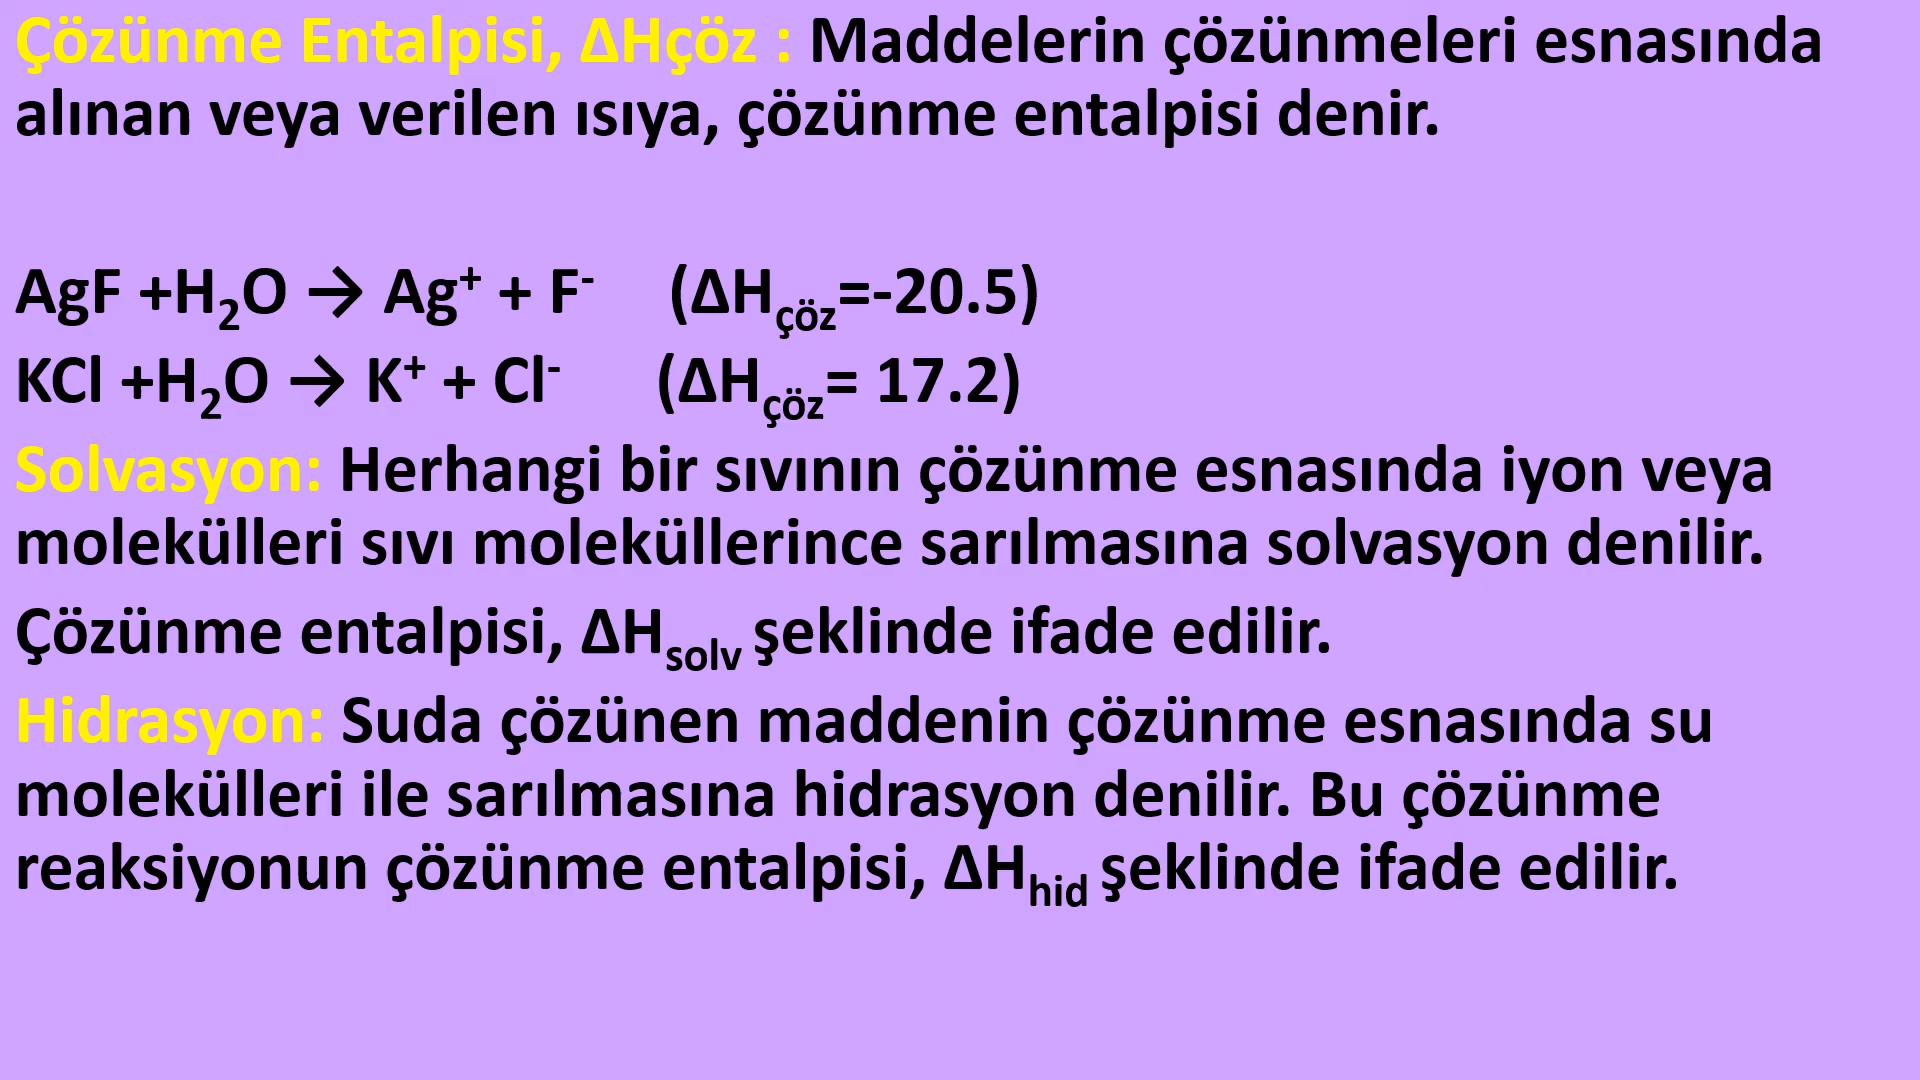 Çözünme Entalpisi, ΔHçöz : Maddelerin çözünmeleri esnasında
alınan veya verilen ısıya, çözünme entalpisi denir.
AgF +H₂O → Ag⁺ + F⁻ (ΔHçöz=-20.5)
KCl +H₂O → K⁺ + Cl⁻ (ΔHçöz= 17.2)
Solvasyon: Herhangi bir sıvının çözünme esnasında iyon veya
molekülleri sıvı moleküllerince sarılmasına solvasyon denilir.
Çözünme entalpisi, ΔHsolv şeklinde ifade edilir.
Hidrasyon: Suda çözünen maddenin çözünme esnasında su
molekülleri ile sarılmasına hidrasyon denilir. Bu çözünme
reaksiyonun çözünme entalpisi, ΔHhid şeklinde ifade edilir.